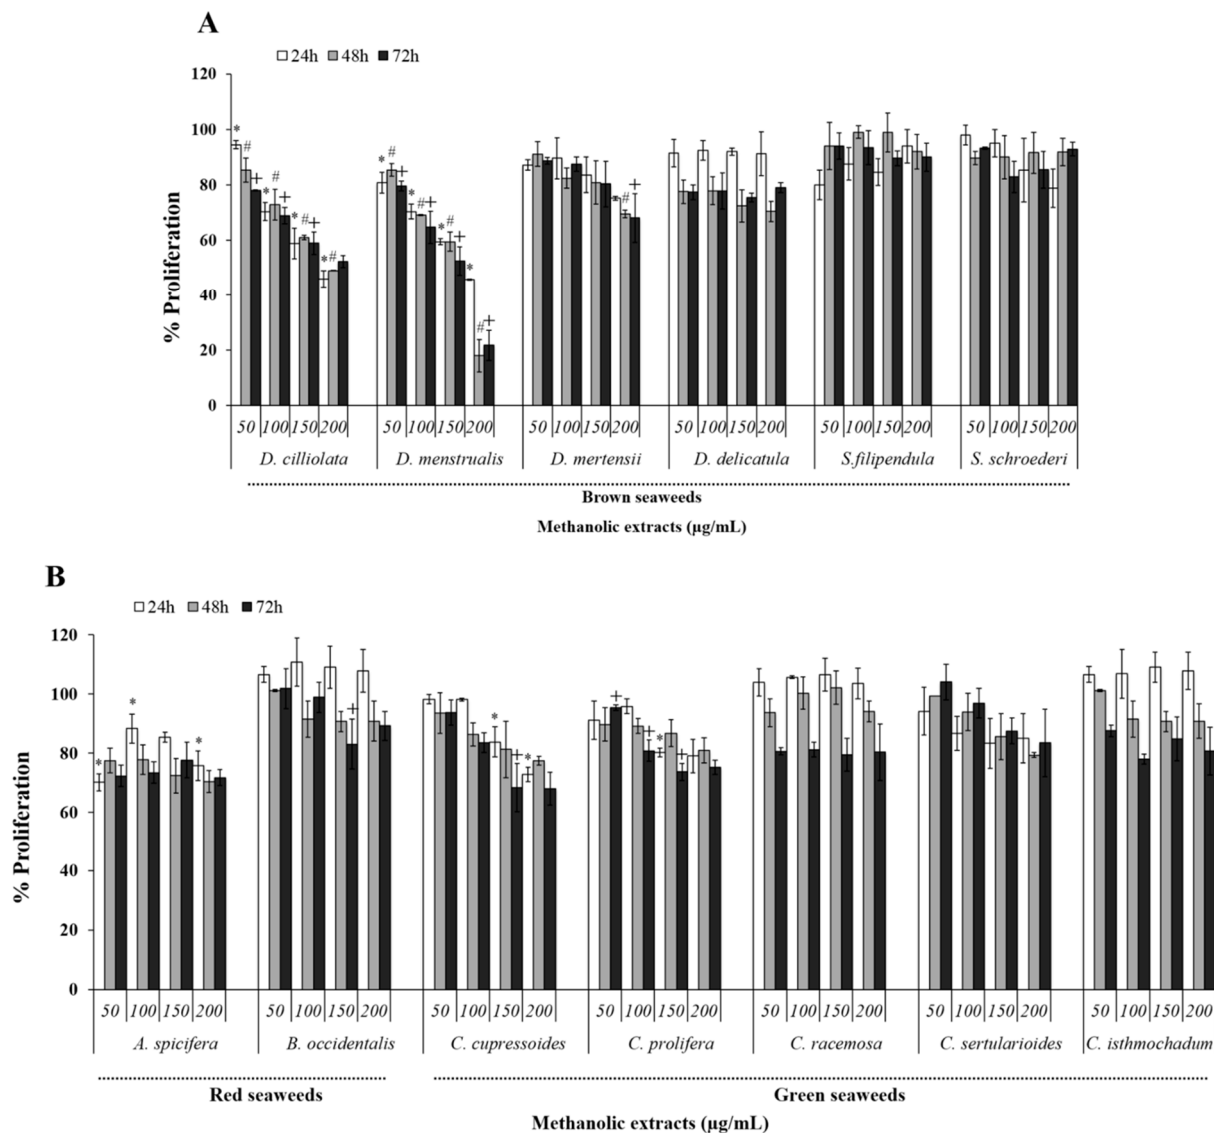 A
24h 48h 72h
120
100
80
60
40
20
0
% Proliferation
* # + * # + * # + * #
* # + * # + * # + * # +
# +
50 100 150 200 50 100 150 200 50 100 150 200 50 100 150 200 50 100 150 200 50 100 150 200
D. cilliolata D. menstrualis D. mertensii D. delicatula S.filipendula S. schroederi
Brown seaweeds
Methanolic extracts (µg/mL)
B
24h 48h 72h
120
100
80
60
40
20
0
% Proliferation
* * *
+
* + *
+ + * +
50 100 150 200 50 100 150 200 50 100 150 200 50 100 150 200 50 100 150 200 50 100 150 200 50 100 150 200
A. spicifera B. occidentalis C. cupressoides C. prolifera C. racemosa C. sertularioides C. isthmochadum
Red seaweeds Green seaweeds
Methanolic extracts (µg/mL)